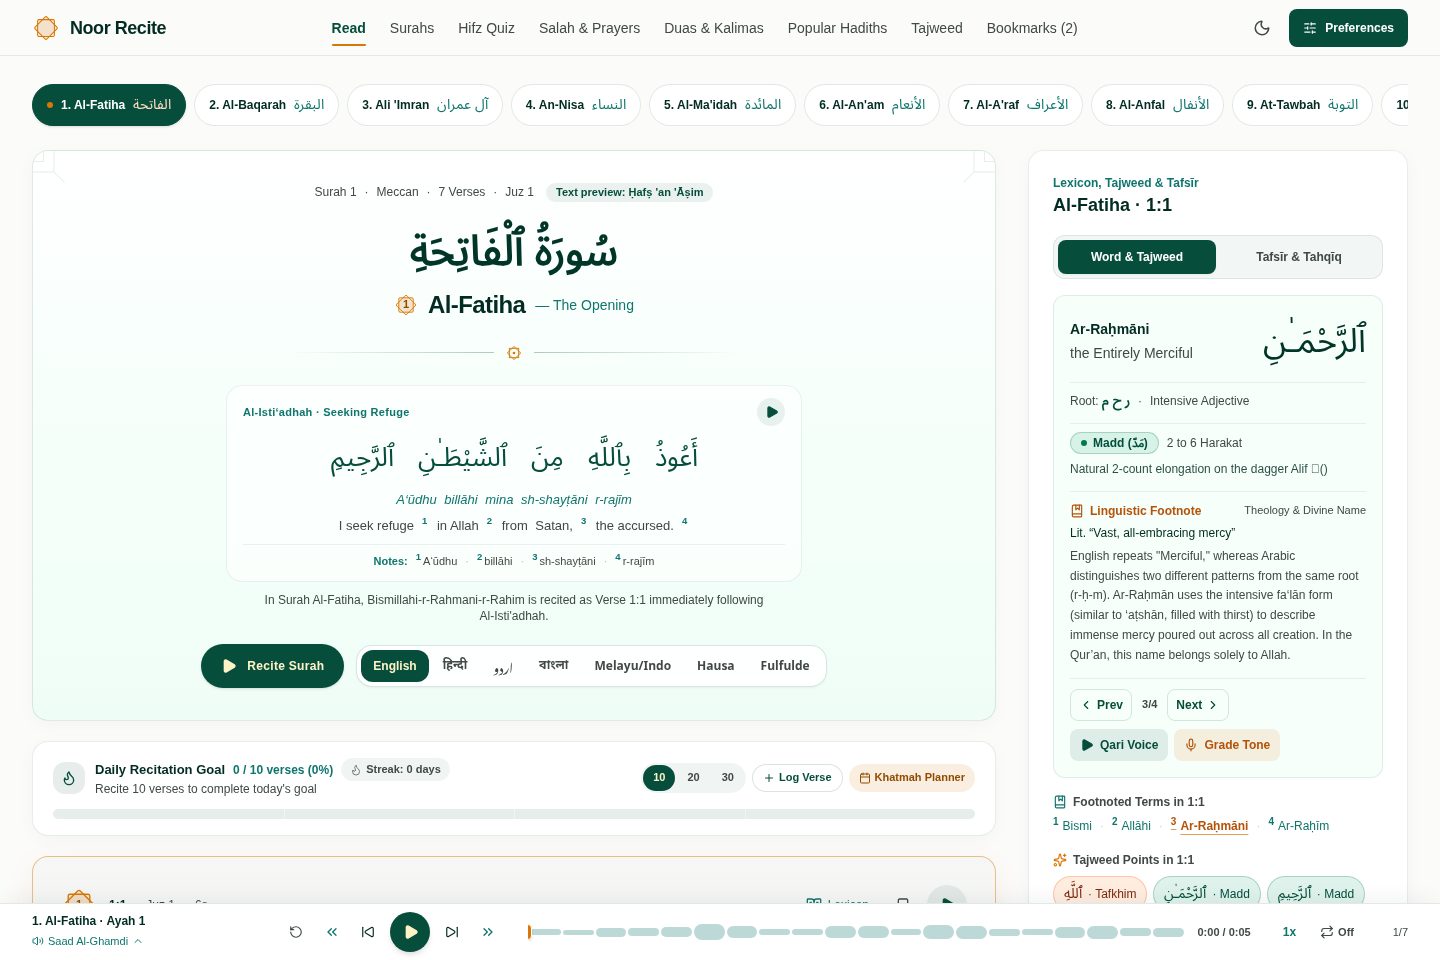 Noor Recite
Read Surahs Hifz Quiz Salah & Prayers Duas & Kalimas Popular Hadiths Tajweed Bookmarks (2)
Preferences
1. Al-Fatiha الفاتحة
2. Al-Baqarah البقرة
3. Ali 'Imran آل عمران
4. An-Nisa النساء
5. Al-Ma'idah المائدة
6. Al-An'am الأنعام
7. Al-A'raf الأعراف
8. Al-Anfal الأنفال
9. At-Tawbah التوبة
10
Surah 1 · Meccan · 7 Verses · Juz 1 Text preview: Ḥafṣ 'an 'Āṣim
سُورَةُ ٱلْفَاتِحَةِ
1 Al-Fatiha — The Opening
Al-Isti‘adhah · Seeking Refuge
أَعُوذُ بِٱللَّهِ مِنَ ٱلشَّيْطَـٰنِ ٱلرَّجِيمِ
A‘ūdhu billāhi mina sh-shayṭāni r-rajīm
I seek refuge 1 in Allah 2 from Satan, 3 the accursed. 4
Notes: 1 A‘ūdhu · 2 billāhi · 3 sh-shayṭāni · 4 r-rajīm
In Surah Al-Fatiha, Bismillahi-r-Rahmani-r-Rahim is recited as Verse 1:1 immediately following
Al-Isti'adhah.
Recite Surah
English हिन्दी اردو বাংলা Melayu/Indo Hausa Fulfulde
Daily Recitation Goal 0 / 10 verses (0%) Streak: 0 days
Recite 10 verses to complete today's goal
10 20 30 Log Verse Khatmah Planner
Lexicon, Tajweed & Tafsīr
Al-Fatiha · 1:1
Word & Tajweed Tafsīr & Tahqīq
Ar-Raḥmāni ٱلرَّحْمَـٰنِ
the Entirely Merciful
Root: ر ح م · Intensive Adjective
Madd (مَدّ) 2 to 6 Harakat
Natural 2-count elongation on the dagger Alif ()
Linguistic Footnote Theology & Divine Name
Lit. “Vast, all-embracing mercy”
English repeats "Merciful," whereas Arabic
distinguishes two different patterns from the same root
(r-ḥ-m). Ar-Raḥmān uses the intensive fa‘lān form
(similar to ‘aṭshān, filled with thirst) to describe
immense mercy poured out across all creation. In the
Qur’an, this name belongs solely to Allah.
Prev 3/4 Next
Qari Voice Grade Tone
Footnoted Terms in 1:1
1 Bismi · 2 Allāhi · 3 Ar-Raḥmāni · 4 Ar-Raḥīm
Tajweed Points in 1:1
ٱللَّهِ · Tafkhim
ٱلرَّحْمَـٰنِ · Madd
ٱلرَّحِيمِ · Madd
1. Al-Fatiha · Ayah 1
Saad Al-Ghamdi
0:00 / 0:05 1x Off 1/7